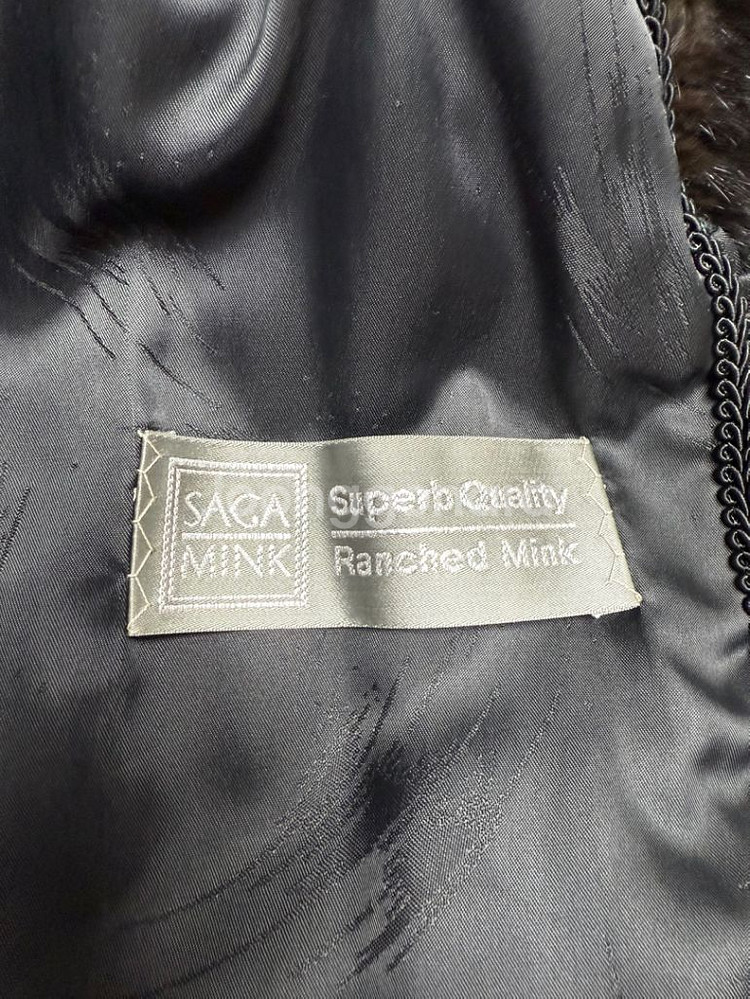 SAGA
MINK
Superb Quality
Ranched Mink